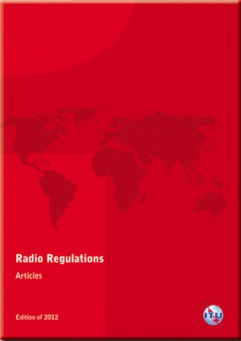 Radio Regulations
Articles
Edition of 2012
ITU